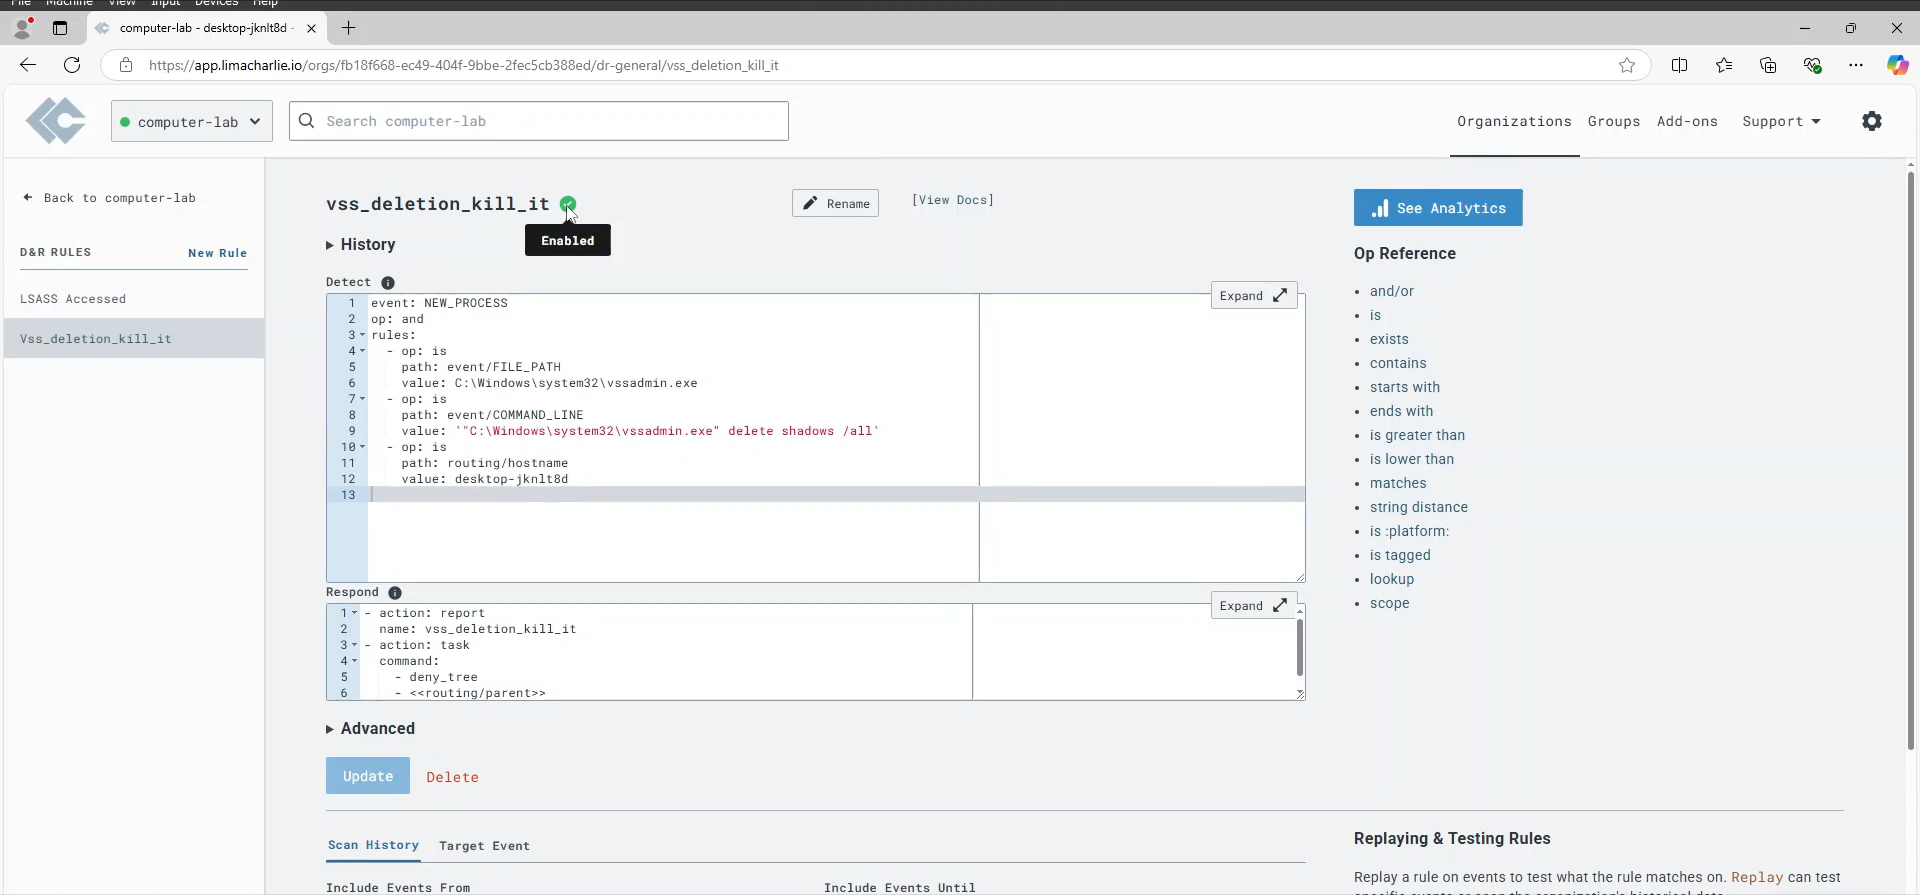 File Machine View Input Devices Help
computer-lab - desktop-jknlt8d -
https://app.limacharlie.io/orgs/fb18f668-ec49-404f-9bbe-2fec5cb388ed/dr-general/vss_deletion_kill_it
computer-lab
Search computer-lab
Organizations Groups Add-ons Support
Back to computer-lab
D&R RULES New Rule
LSASS Accessed
Vss_deletion_kill_it
vss_deletion_kill_it
Rename
[View Docs]
Enabled
History
Detect
Expand
1 event: NEW_PROCESS
2 op: and
3 rules:
4 - op: is
5 path: event/FILE_PATH
6 value: C:\Windows\system32\vssadmin.exe
7 - op: is
8 path: event/COMMAND_LINE
9 value: '"C:\Windows\system32\vssadmin.exe" delete shadows /all'
10 - op: is
11 path: routing/hostname
12 value: desktop-jknlt8d
13
Respond
Expand
1 - action: report
2 name: vss_deletion_kill_it
3 - action: task
4 command:
5 - deny_tree
6 - <<routing/parent>>
Advanced
Update Delete
Scan History Target Event
Include Events From Include Events Until
See Analytics
Op Reference
and/or
is
exists
contains
starts with
ends with
is greater than
is lower than
matches
string distance
is :platform:
is tagged
lookup
scope
Replaying & Testing Rules
Replay a rule on events to test what the rule matches on. Replay can test